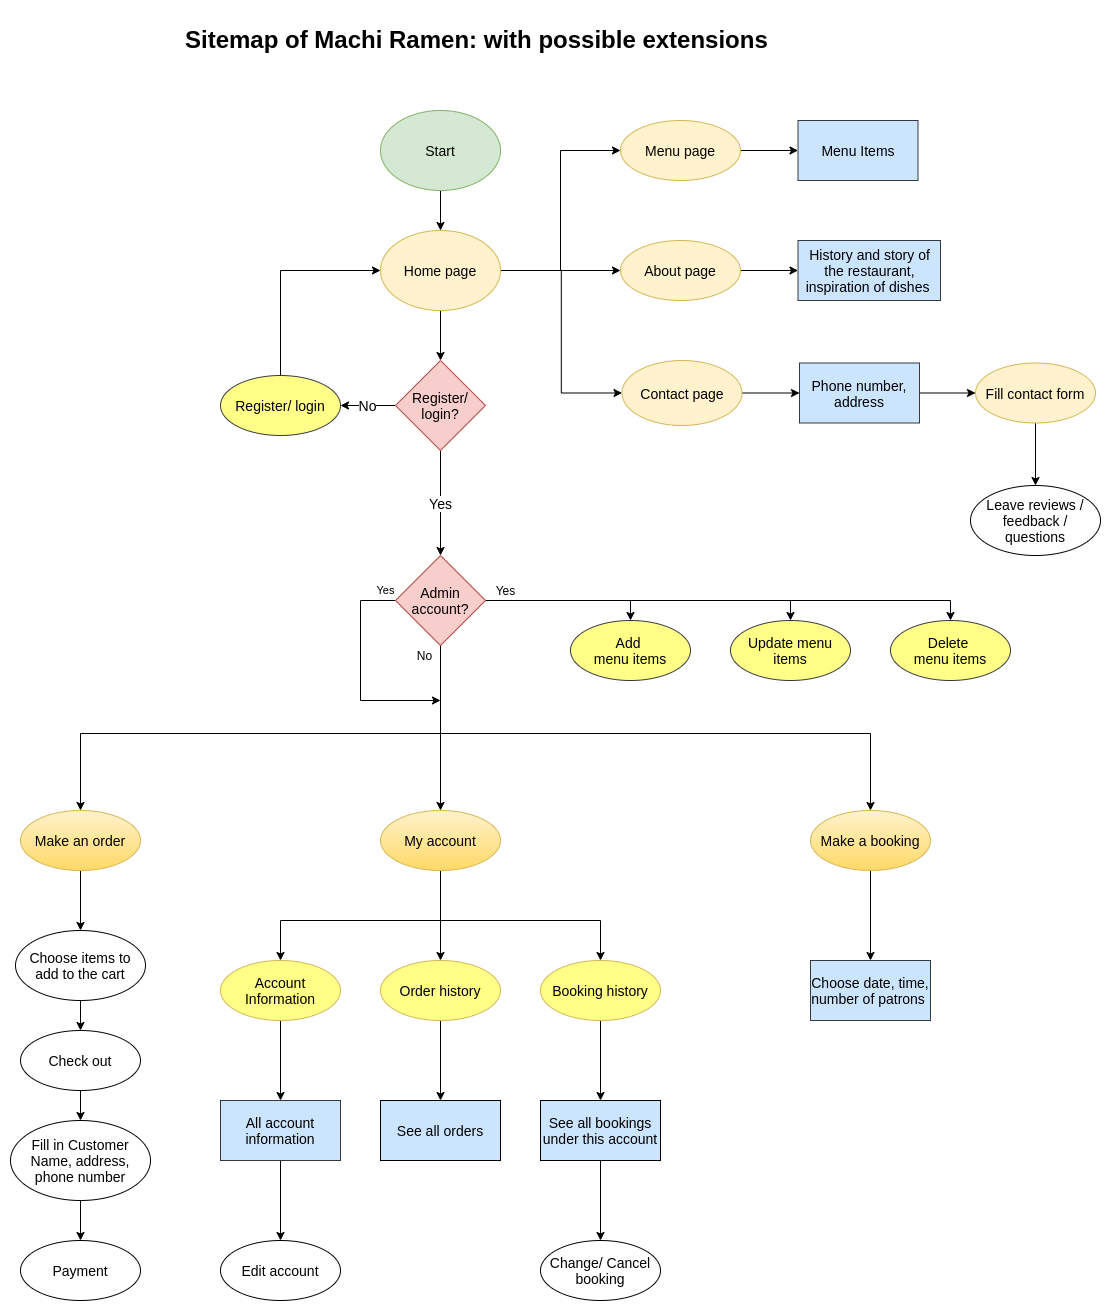 Sitemap of Machi Ramen: with possible extensions
Start
Menu page
Menu Items
Home page
About page
History and story of
the restaurant,
inspiration of dishes
Register/ login
No
Register/
login?
Contact page
Phone number,
address
Fill contact form
Yes
Leave reviews /
feedback /
questions
Yes
Admin
account?
Yes
No
Add
menu items
Update menu
items
Delete
menu items
Make an order
My account
Make a booking
Choose items to
add to the cart
Account
Information
Order history
Booking history
Choose date, time,
number of patrons
Check out
All account
information
See all orders
See all bookings
under this account
Fill in Customer
Name, address,
phone number
Payment
Edit account
Change/ Cancel
booking